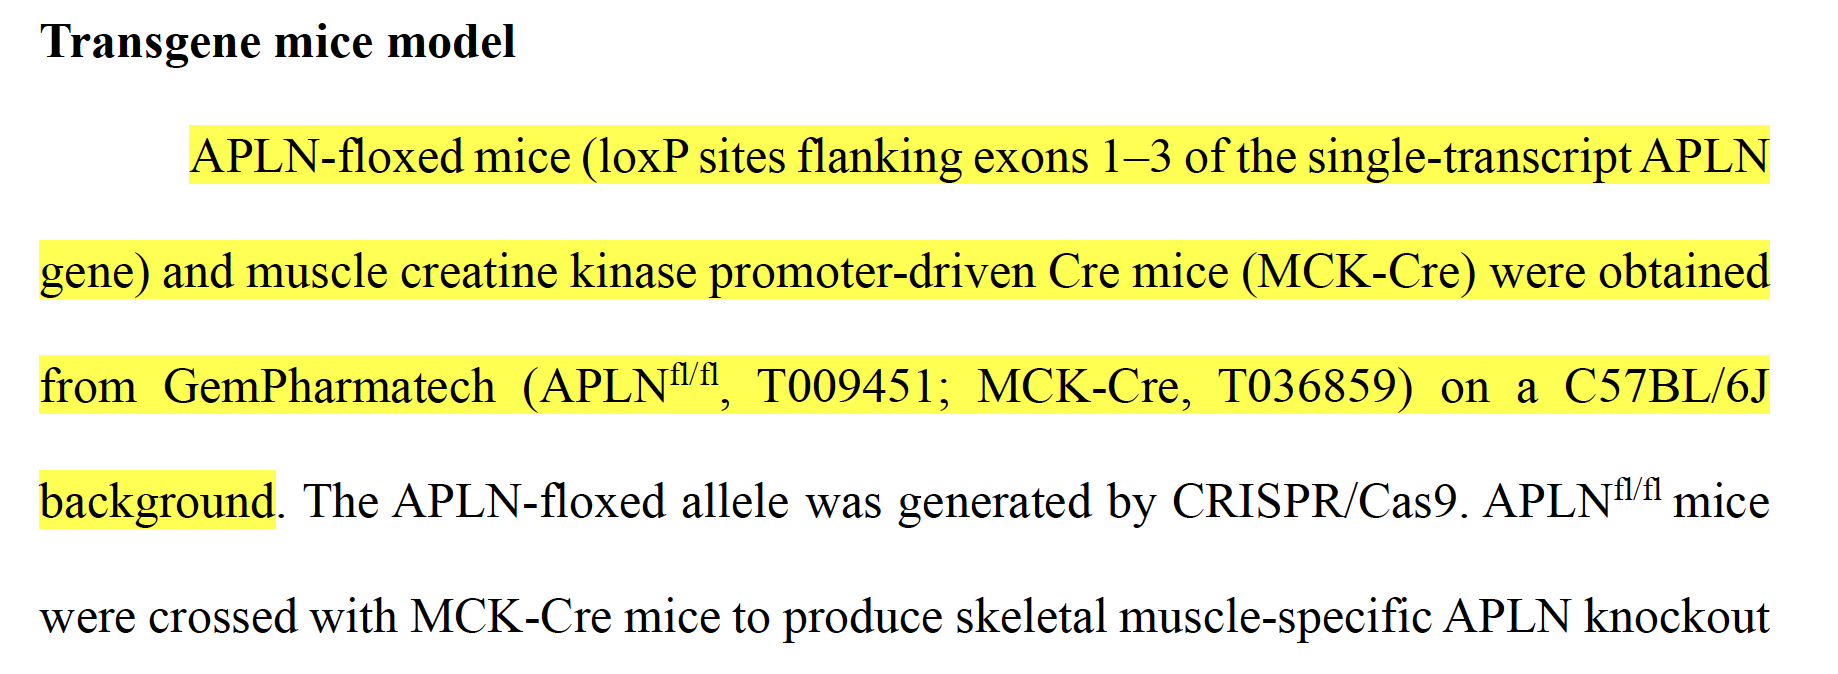 Transgene mice model
APLN-floxed mice (loxP sites flanking exons 1–3 of the single-transcript APLN
gene) and muscle creatine kinase promoter-driven Cre mice (MCK-Cre) were obtained
from GemPharmatech (APLNfl/fl, T009451; MCK-Cre, T036859) on a C57BL/6J
background. The APLN-floxed allele was generated by CRISPR/Cas9. APLNfl/fl mice
were crossed with MCK-Cre mice to produce skeletal muscle-specific APLN knockout